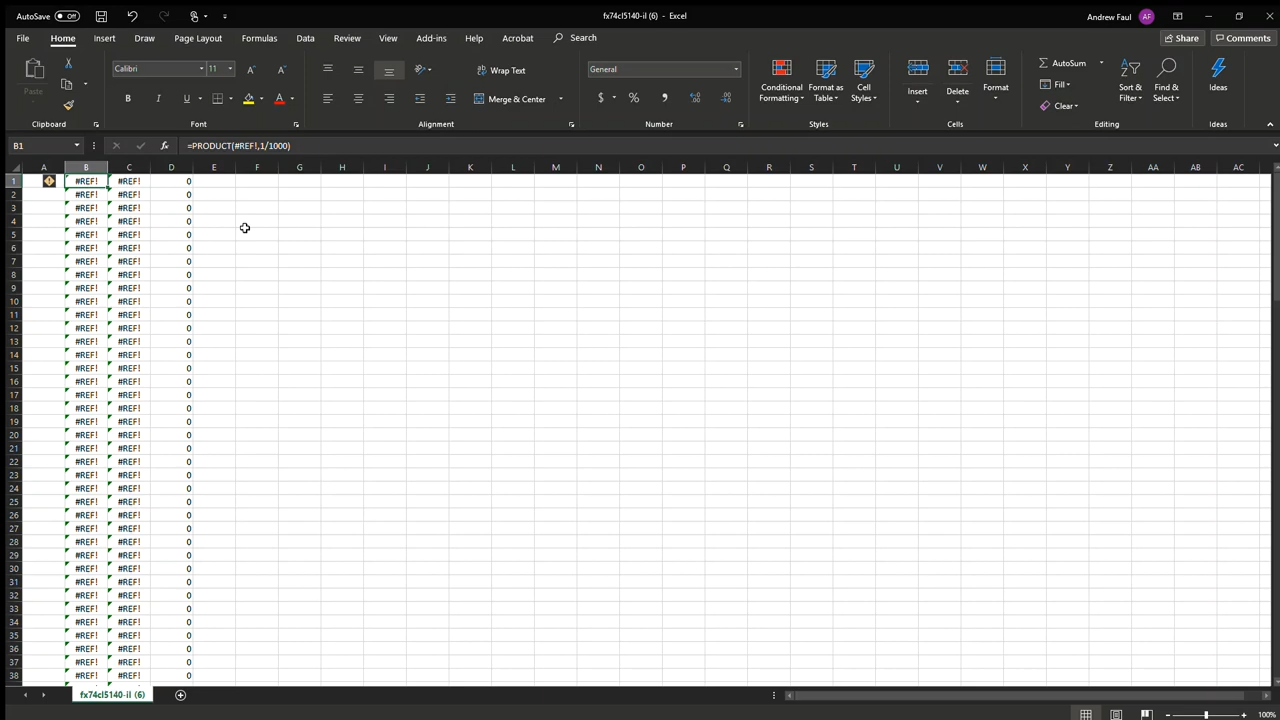 AutoSave Off fx74cl5140-il (6) - Excel Andrew Faul AF
File Home Insert Draw Page Layout Formulas Data Review View Add-ins Help Acrobat Search Share Comments
Paste
Clipboard
Calibri 11
Font
Wrap Text
Merge & Center
Alignment
General
Number
Conditional Formatting
Format as Table
Cell Styles
Styles
Insert
Delete
Format
Cells
AutoSum
Fill
Clear
Sort & Filter
Find & Select
Editing
Ideas
Ideas
B1 fx =PRODUCT(#REF!,1/1000)
A B C D E F G H I J K L M N O P Q R S T U V W X Y Z AA AB AC
1 #REF! #REF! 0
2 #REF! #REF! 0
3 #REF! #REF! 0
4 #REF! #REF! 0
5 #REF! #REF! 0
6 #REF! #REF! 0
7 #REF! #REF! 0
8 #REF! #REF! 0
9 #REF! #REF! 0
10 #REF! #REF! 0
11 #REF! #REF! 0
12 #REF! #REF! 0
13 #REF! #REF! 0
14 #REF! #REF! 0
15 #REF! #REF! 0
16 #REF! #REF! 0
17 #REF! #REF! 0
18 #REF! #REF! 0
19 #REF! #REF! 0
20 #REF! #REF! 0
21 #REF! #REF! 0
22 #REF! #REF! 0
23 #REF! #REF! 0
24 #REF! #REF! 0
25 #REF! #REF! 0
26 #REF! #REF! 0
27 #REF! #REF! 0
28 #REF! #REF! 0
29 #REF! #REF! 0
30 #REF! #REF! 0
31 #REF! #REF! 0
32 #REF! #REF! 0
33 #REF! #REF! 0
34 #REF! #REF! 0
35 #REF! #REF! 0
36 #REF! #REF! 0
37 #REF! #REF! 0
38 #REF! #REF! 0
fx74cl5140-il (6)
100%